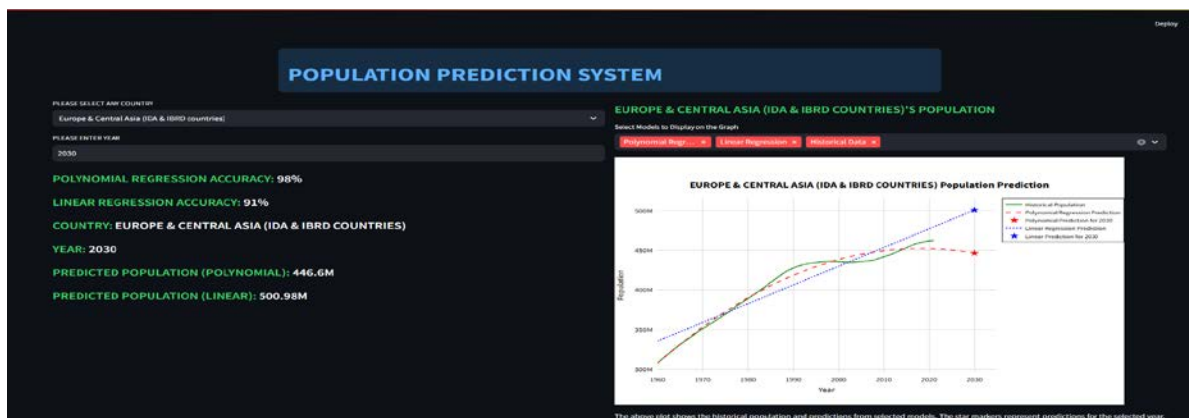 Deploy
POPULATION PREDICTION SYSTEM
PLEASE SELECT ANY COUNTRY
Europe & Central Asia (IDA & IBRD countries)
PLEASE ENTER YEAR
2030
POLYNOMIAL REGRESSION ACCURACY: 98%
LINEAR REGRESSION ACCURACY: 91%
COUNTRY: EUROPE & CENTRAL ASIA (IDA & IBRD COUNTRIES)
YEAR: 2030
PREDICTED POPULATION (POLYNOMIAL): 446.6M
PREDICTED POPULATION (LINEAR): 500.98M
EUROPE & CENTRAL ASIA (IDA & IBRD COUNTRIES)'S POPULATION
Select Models to Display on the Graph
Polynomial Regr... × Linear Regression × Historical Data ×
EUROPE & CENTRAL ASIA (IDA & IBRD COUNTRIES) Population Prediction
Historical Population
Polynomial Regression Prediction
Polynomial Prediction for 2030
Linear Regression Prediction
Linear Prediction for 2030
Population
500M
450M
400M
350M
300M
1960 1970 1980 1990 2000 2010 2020 2030
Year
The above plot shows the historical population and predictions from selected models. The star markers represent predictions for the selected year.